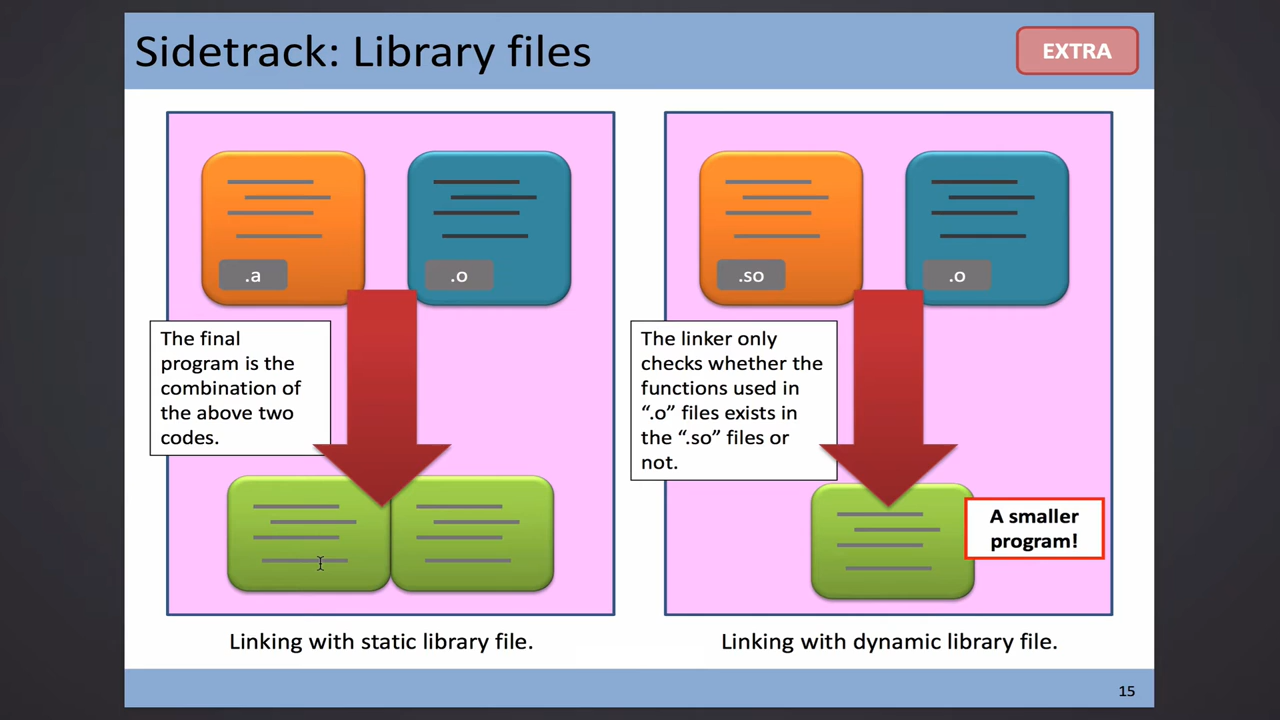 Sidetrack: Library files
EXTRA
.a
.o
The final
program is the
combination of
the above two
codes.
Linking with static library file.
.so
.o
The linker only
checks whether the
functions used in
“.o” files exists in
the “.so” files or
not.
A smaller
program!
Linking with dynamic library file.
15